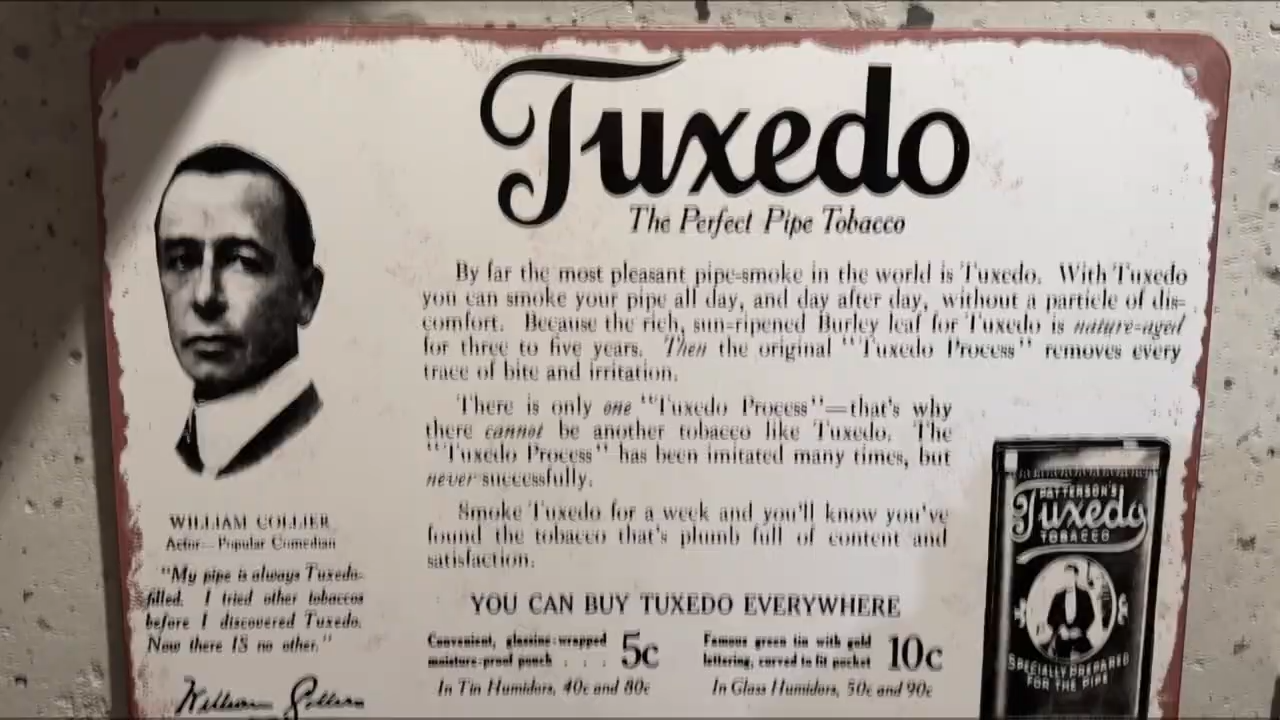 Tuxedo
The Perfect Pipe Tobacco
By far the most pleasant pipe-smoke in the world is Tuxedo. With Tuxedo
you can smoke your pipe all day, and day after day, without a particle of dis-
comfort. Because the rich, sun-ripened Burley leaf for Tuxedo is nature-aged
for three to five years. Then the original "Tuxedo Process" removes every
trace of bite and irritation.
There is only one "Tuxedo Process"—that's why
there cannot be another tobacco like Tuxedo. The
"Tuxedo Process" has been imitated many times, but
never successfully.
Smoke Tuxedo for a week and you'll know you've
found the tobacco that's plumb full of content and
satisfaction.
YOU CAN BUY TUXEDO EVERYWHERE
Convenient, glassine-wrapped
moisture-proof pouch . . . . 5c
Famous green tin with gold
lettering, curved to fit pocket 10c
In Tin Humidors, 40c and 80c
In Glass Humidors, 50c and 90c
WILLIAM COLLIER
Actor—Popular Comedian
"My pipe is always Tuxedo-
filled. I tried other tobaccos
before I discovered Tuxedo.
Now there IS no other."
William Collier
PATTERSON'S
Tuxedo
TOBACCO
SPECIALLY PREPARED
FOR THE PIPE